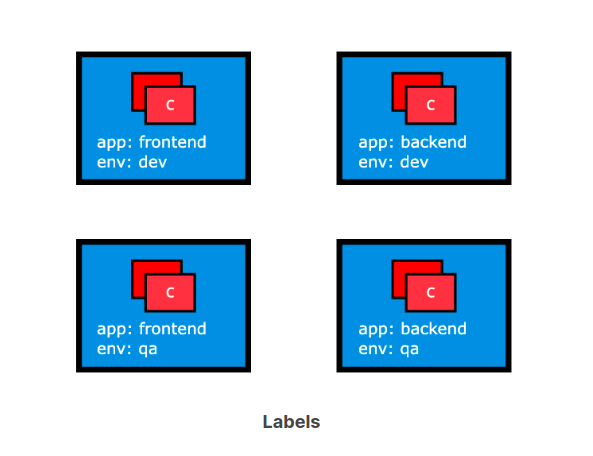 C
app: frontend
env: dev
C
app: backend
env: dev
C
app: frontend
env: qa
C
app: backend
env: qa
Labels